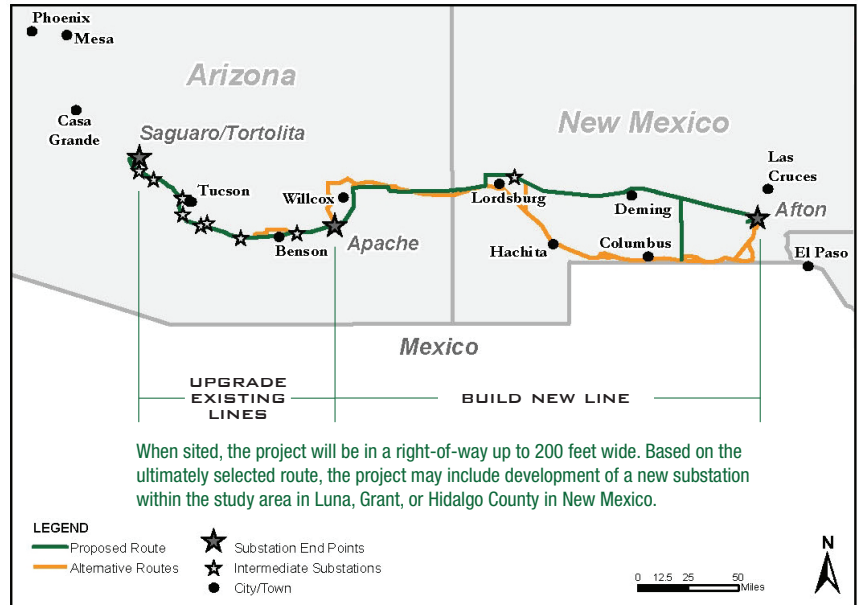 Phoenix
Mesa
Arizona
Casa
Grande
New Mexico
Saguaro/Tortolita
Las
Cruces
Tucson
Willcox
Lordsburg
Deming
Afton
Apache
Benson
Hachita
Columbus
El Paso
Mexico
UPGRADE
EXISTING
LINES
BUILD NEW LINE
When sited, the project will be in a right-of-way up to 200 feet wide. Based on the
ultimately selected route, the project may include development of a new substation
within the study area in Luna, Grant, or Hidalgo County in New Mexico.
LEGEND
Proposed Route
Alternative Routes
Substation End Points
Intermediate Substations
City/Town
0 12.5 25 50
Miles
N